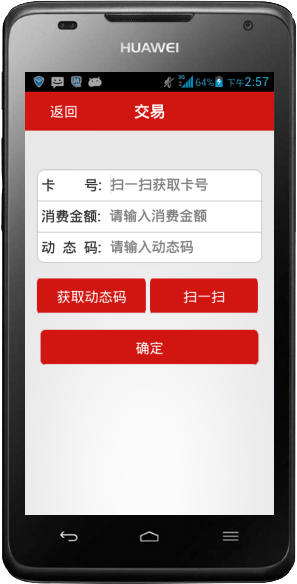 HUAWEI
3G 64% 下午2:57
返回 交易
卡 号: 扫一扫获取卡号
消费金额: 请输入消费金额
动 态 码: 请输入动态码
获取动态码 扫一扫
确定